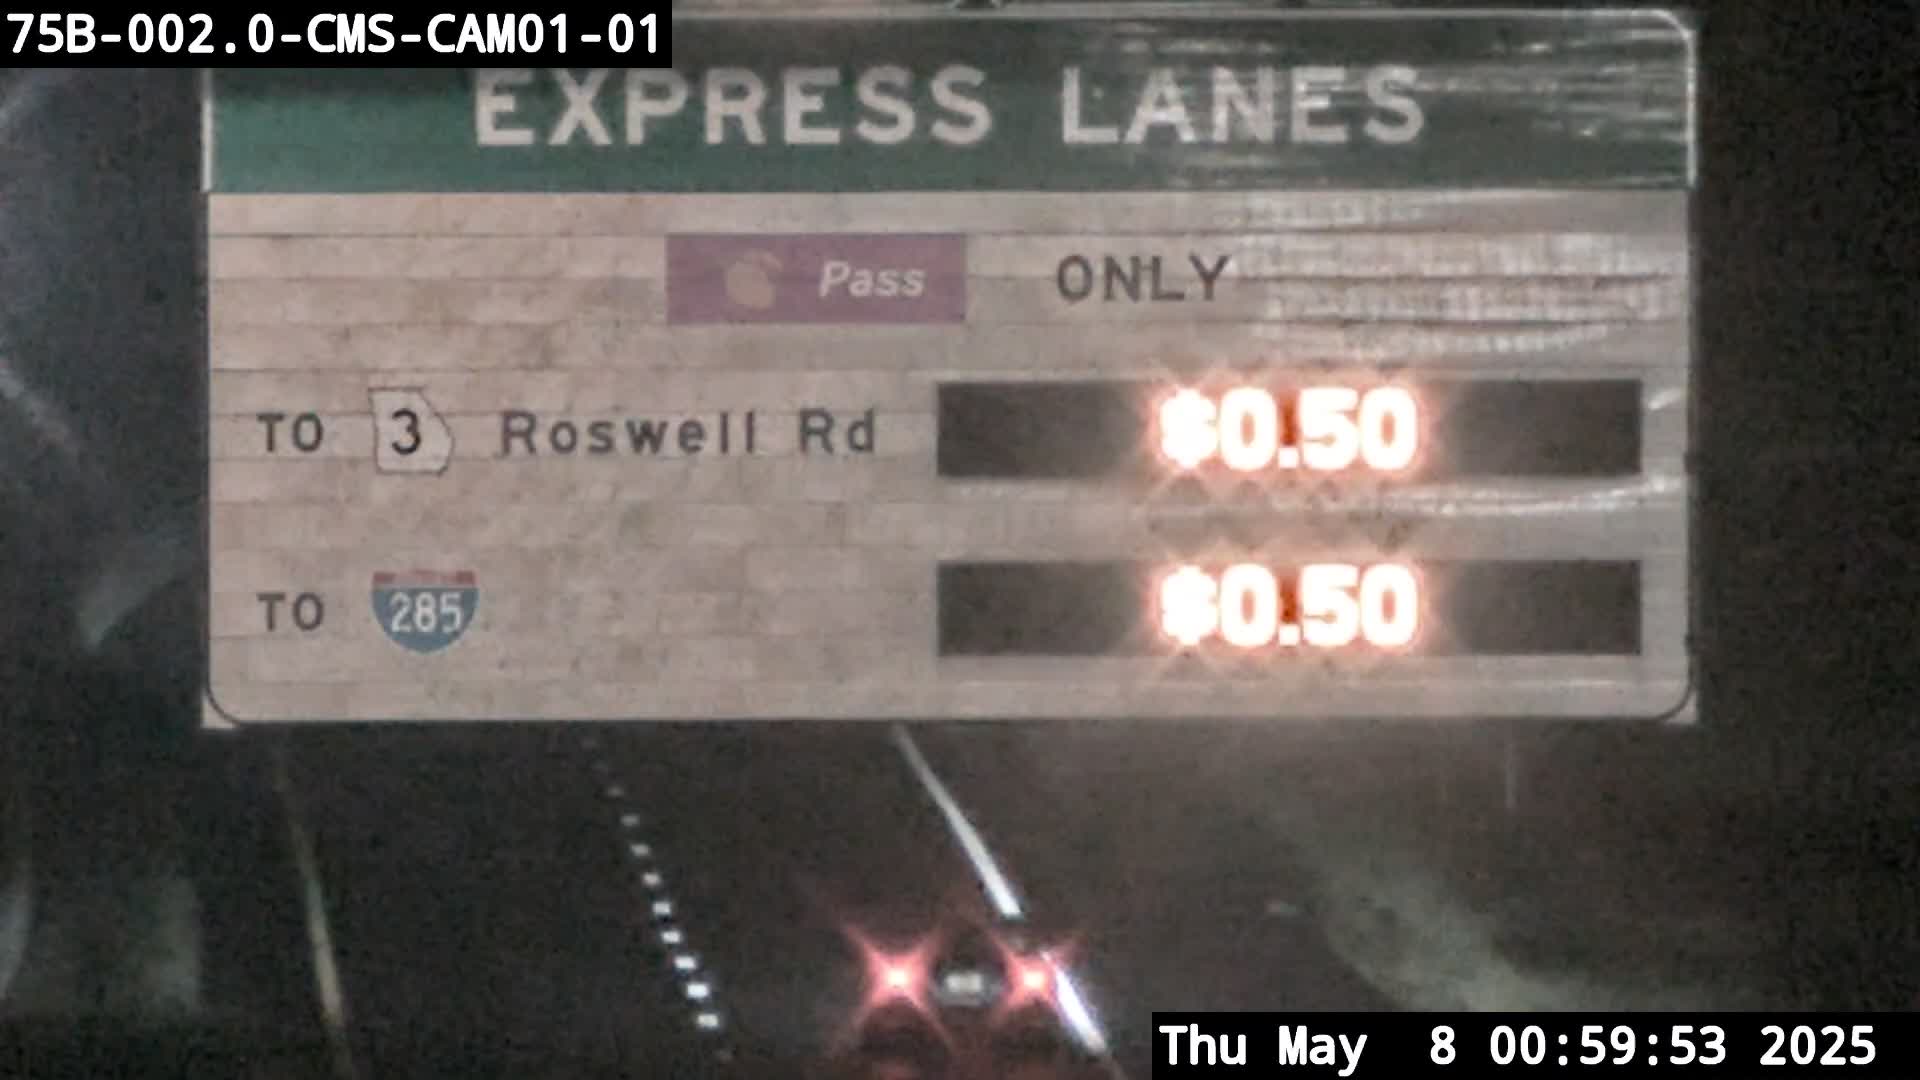 75B-002.0-CMS-CAM01-01
EXPRESS LANES
Pass ONLY
TO 3 Roswell Rd $0.50
TO 285 $0.50
Thu May 8 00:59:53 2025